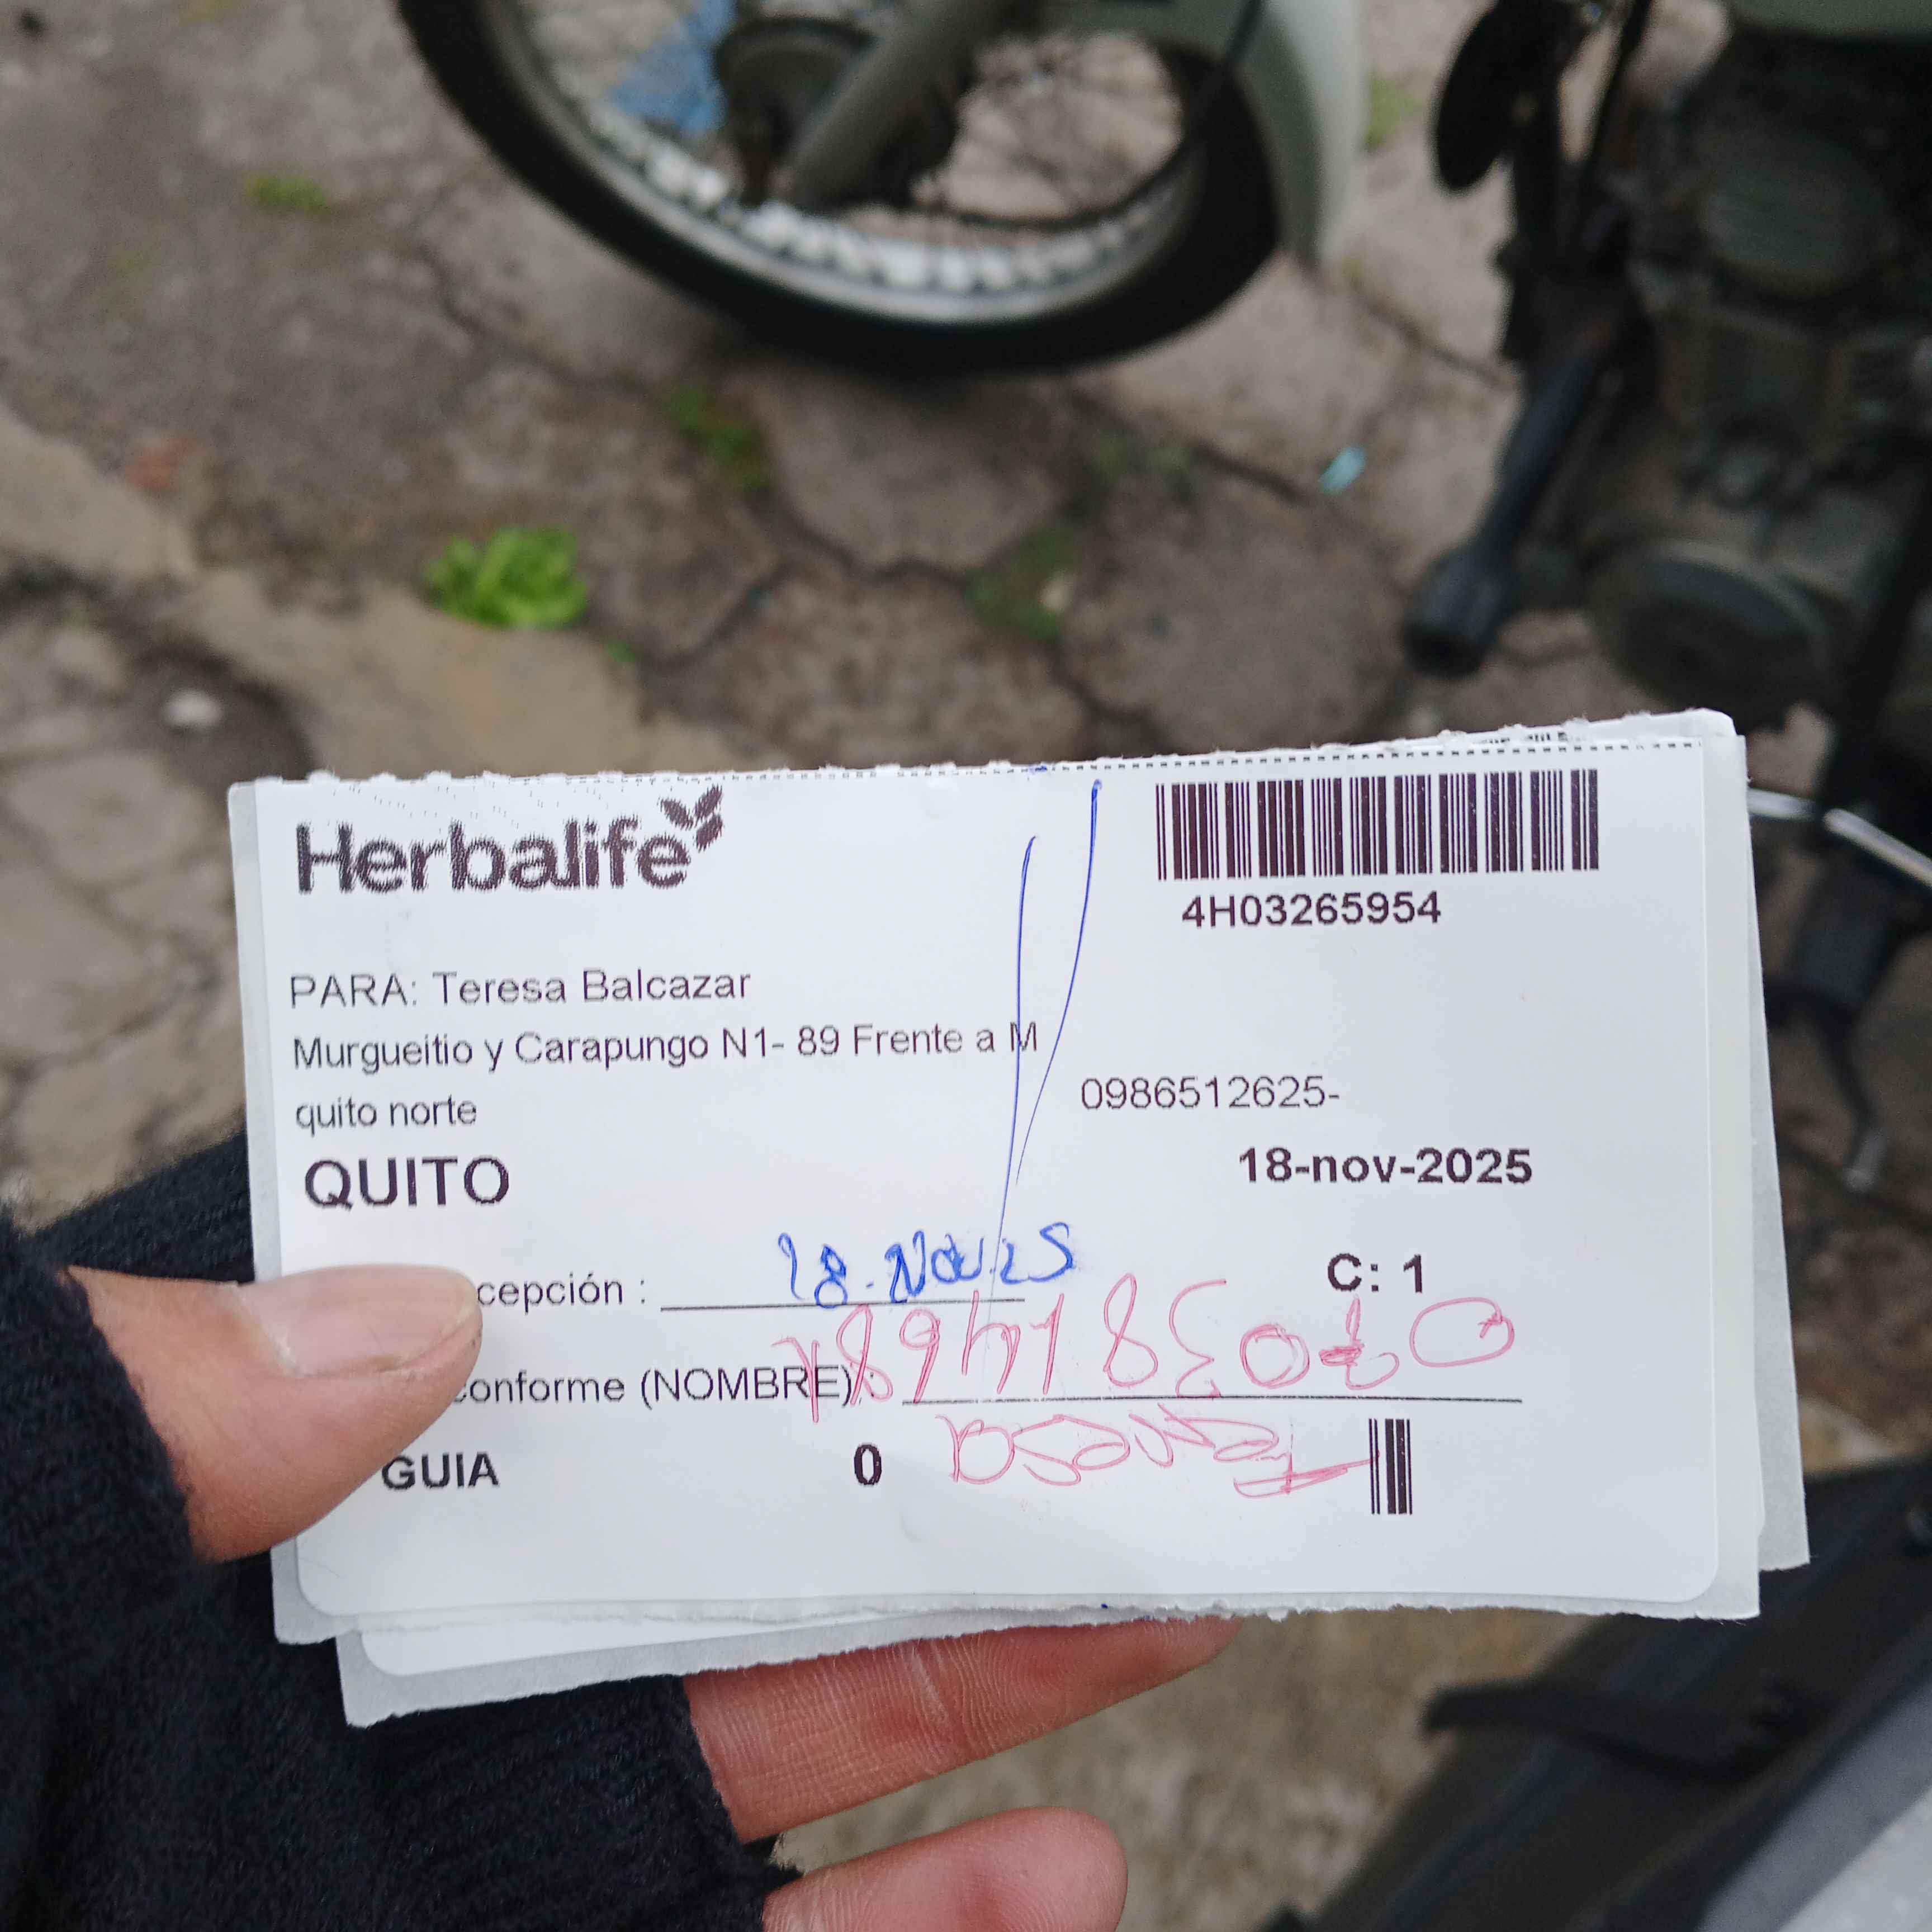 Herbalife
4H03265954
PARA: Teresa Balcazar
Murgueitio y Carapungo N1- 89 Frente a M
quito norte
0986512625-
QUITO
18-nov-2025
cepción : 18.Nov.25
C: 1
conforme (NOMBRE) :
GUIA 0
Teresa